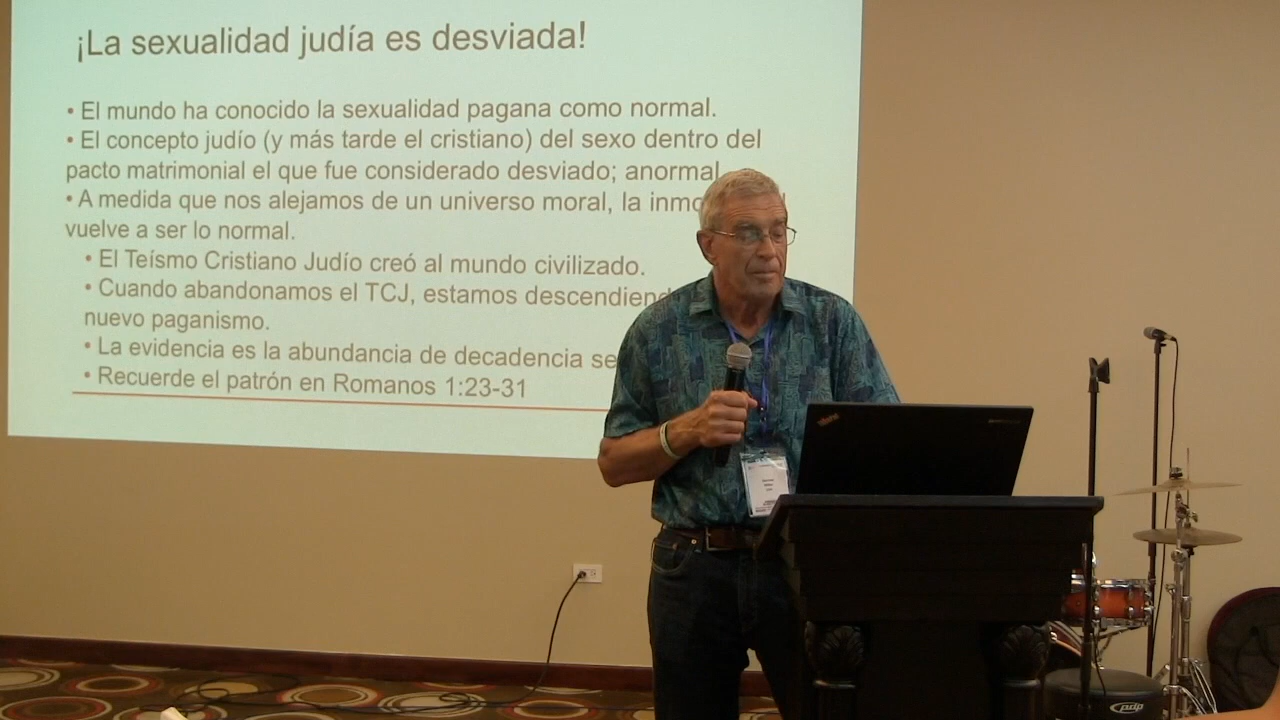 ¡La sexualidad judía es desviada!
• El mundo ha conocido la sexualidad pagana como normal.
• El concepto judío (y más tarde el cristiano) del sexo dentro del
pacto matrimonial el que fue considerado desviado; anormal
• A medida que nos alejamos de un universo moral, la
vuelve a ser lo normal.
• El Teísmo Cristiano Judío creó al mundo civilizado.
• Cuando abandonamos el TCJ, estamos
nuevo paganismo.
• La evidencia es la abundancia de decadencia
• Recuerde el patrón en Romanos 1:23-31
pdp